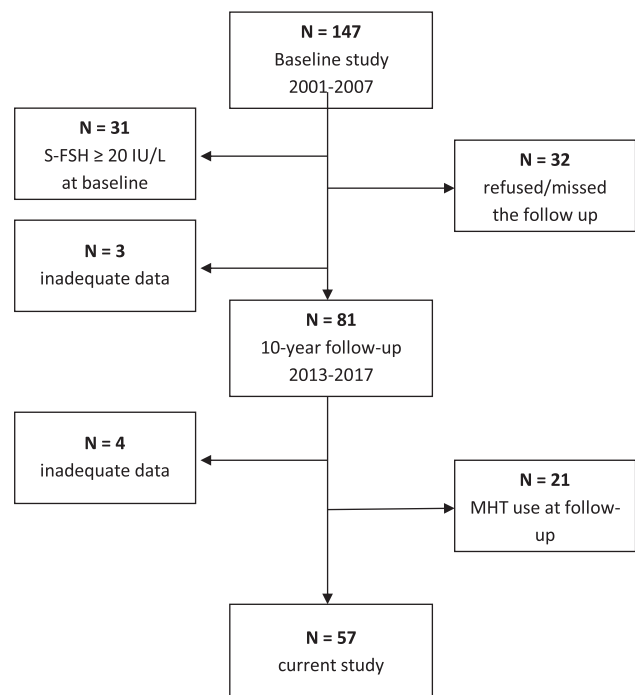 N = 147
Baseline study
2001-2007
N = 31
S-FSH ≥ 20 IU/L
at baseline
N = 32
refused/missed
the follow up
N = 3
inadequate data
N = 81
10-year follow-up
2013-2017
N = 4
inadequate data
N = 21
MHT use at follow-
up
N = 57
current study